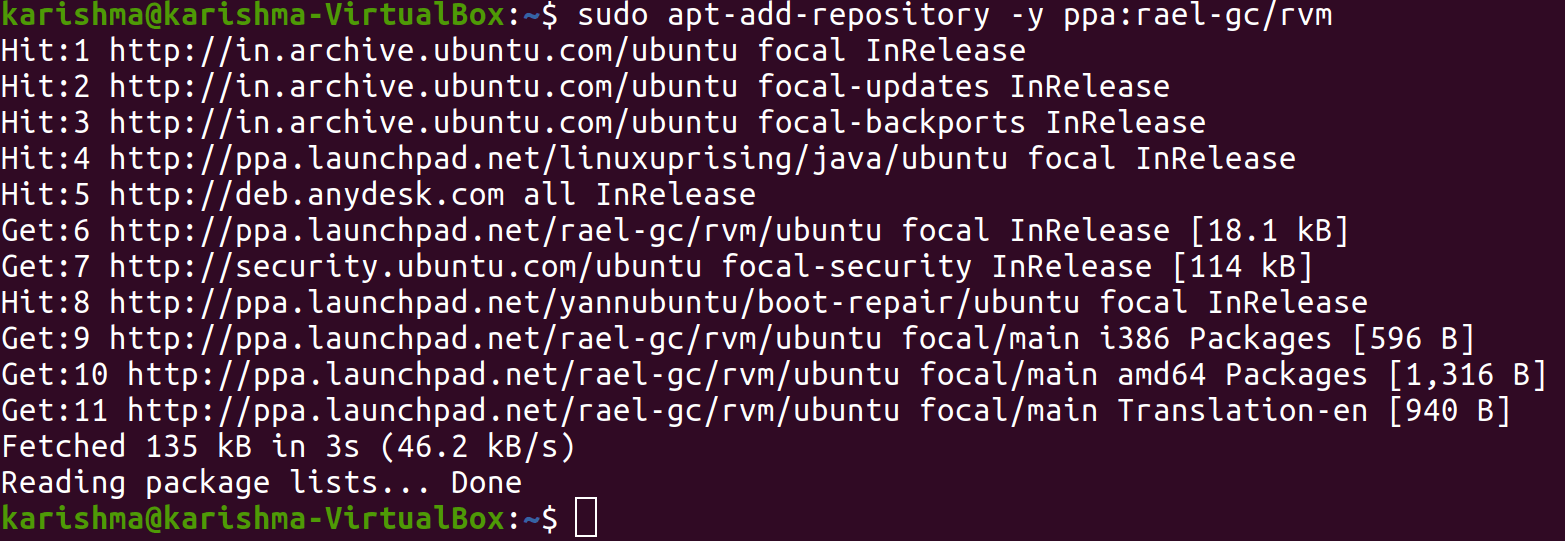 karishma@karishma-VirtualBox:~$ sudo apt-add-repository -y ppa:rael-gc/rvm
Hit:1 http://in.archive.ubuntu.com/ubuntu focal InRelease
Hit:2 http://in.archive.ubuntu.com/ubuntu focal-updates InRelease
Hit:3 http://in.archive.ubuntu.com/ubuntu focal-backports InRelease
Hit:4 http://ppa.launchpad.net/linuxuprising/java/ubuntu focal InRelease
Hit:5 http://deb.anydesk.com all InRelease
Get:6 http://ppa.launchpad.net/rael-gc/rvm/ubuntu focal InRelease [18.1 kB]
Get:7 http://security.ubuntu.com/ubuntu focal-security InRelease [114 kB]
Hit:8 http://ppa.launchpad.net/yannubuntu/boot-repair/ubuntu focal InRelease
Get:9 http://ppa.launchpad.net/rael-gc/rvm/ubuntu focal/main i386 Packages [596 B]
Get:10 http://ppa.launchpad.net/rael-gc/rvm/ubuntu focal/main amd64 Packages [1,316 B]
Get:11 http://ppa.launchpad.net/rael-gc/rvm/ubuntu focal/main Translation-en [940 B]
Fetched 135 kB in 3s (46.2 kB/s)
Reading package lists... Done
karishma@karishma-VirtualBox:~$